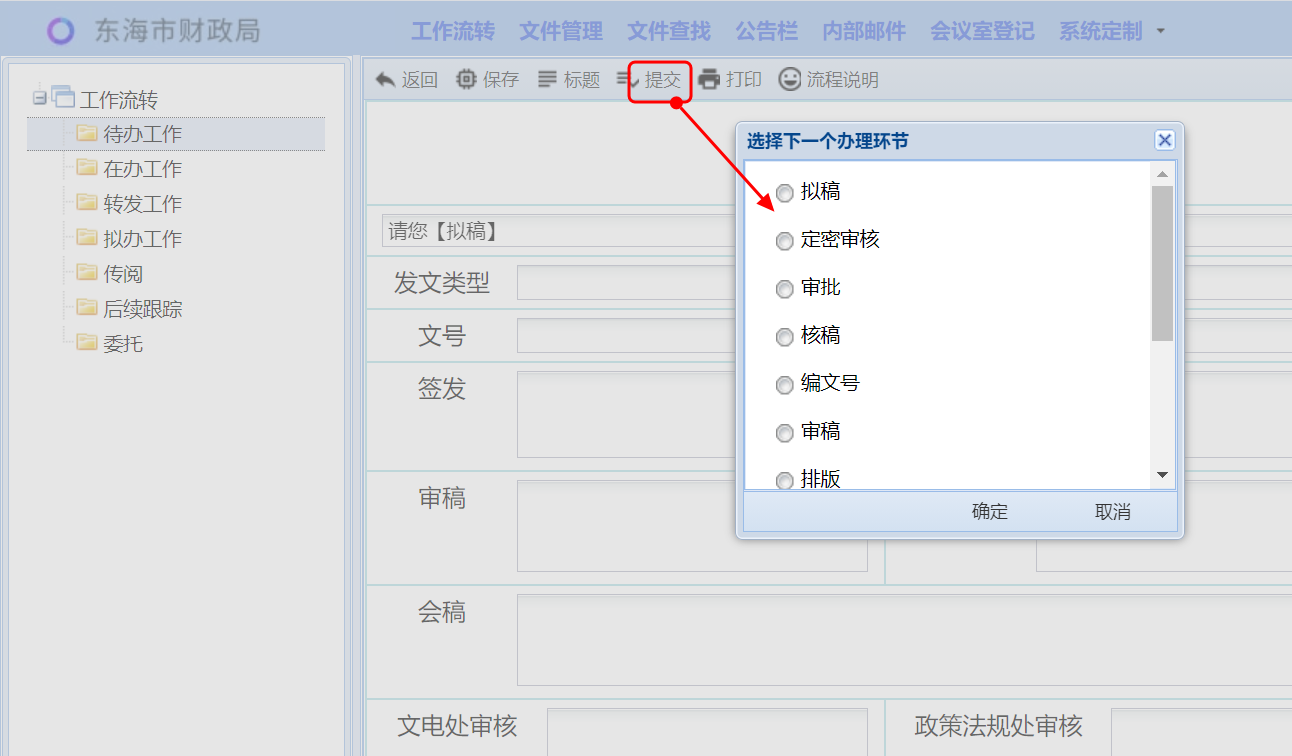 东海市财政局
工作流转 文件管理 文件查找 公告栏 内部邮件 会议室登记 系统定制
工作流转
待办工作
在办工作
转发工作
拟办工作
传阅
后续跟踪
委托
返回 保存 标题 提交 打印 流程说明
请您【拟稿】
发文类型
文号
签发
审稿
会稿
文电处审核 政策法规处审核
选择下一个办理环节
拟稿
定密审核
审批
核稿
编文号
审稿
排版
确定 取消